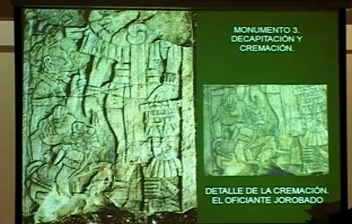 MONUMENTO 3.
DECAPITACIÓN Y
CREMACIÓN.
DETALLE DE LA CREMACIÓN.
EL OFICIANTE JOROBADO